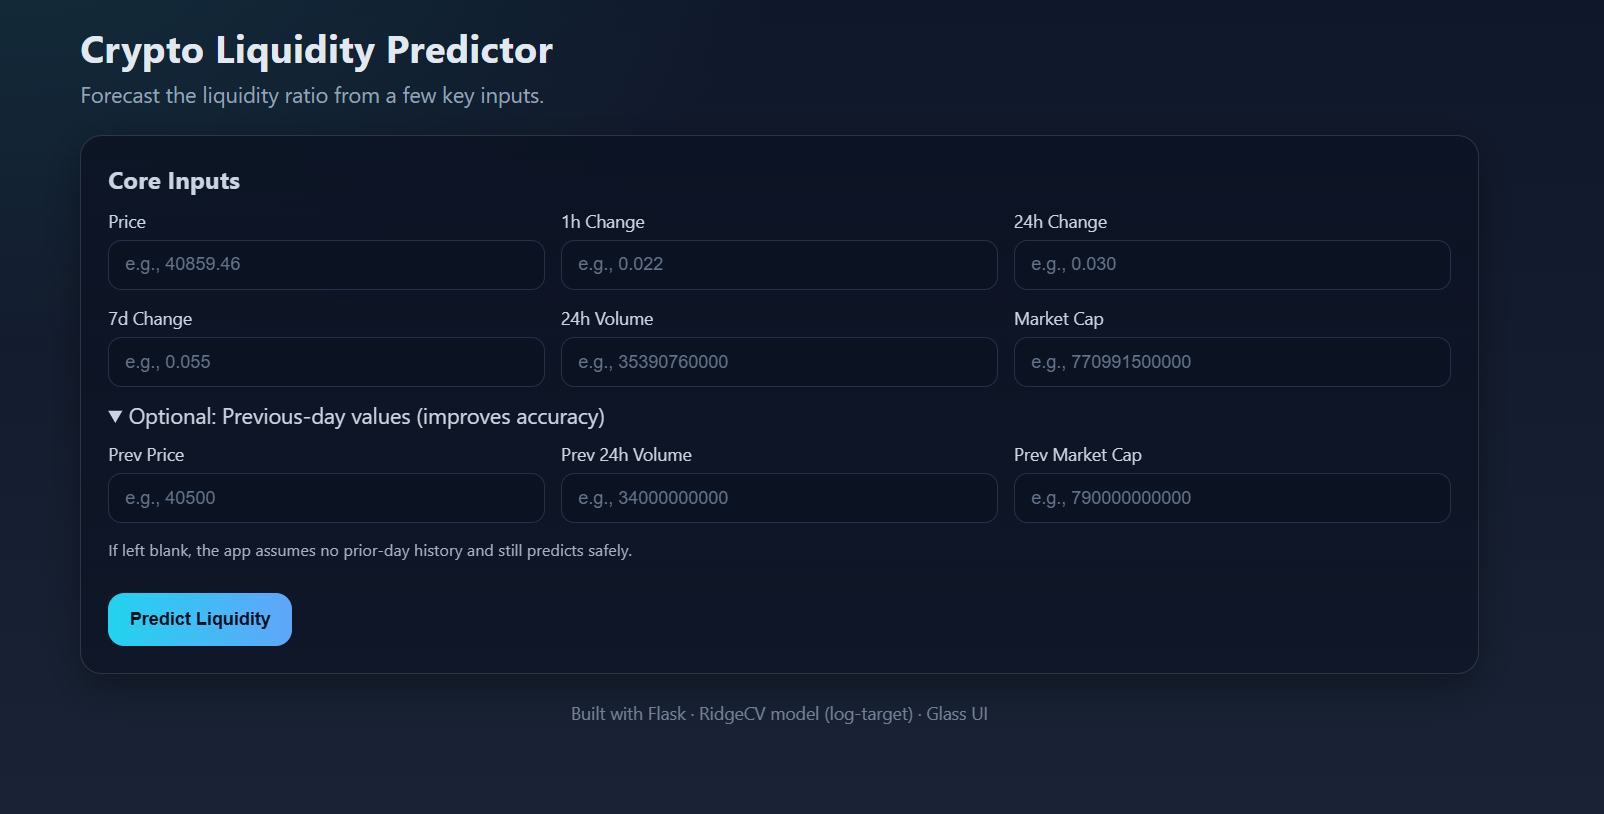 Crypto Liquidity Predictor
Forecast the liquidity ratio from a few key inputs.
Core Inputs
Price
1h Change
24h Change
e.g., 40859.46
e.g., 0.022
e.g., 0.030
7d Change
24h Volume
Market Cap
e.g., 0.055
e.g., 35390760000
e.g., 770991500000
▼ Optional: Previous-day values (improves accuracy)
Prev Price
Prev 24h Volume
Prev Market Cap
e.g., 40500
e.g., 34000000000
e.g., 790000000000
If left blank, the app assumes no prior-day history and still predicts safely.
Predict Liquidity
Built with Flask · RidgeCV model (log-target) · Glass UI